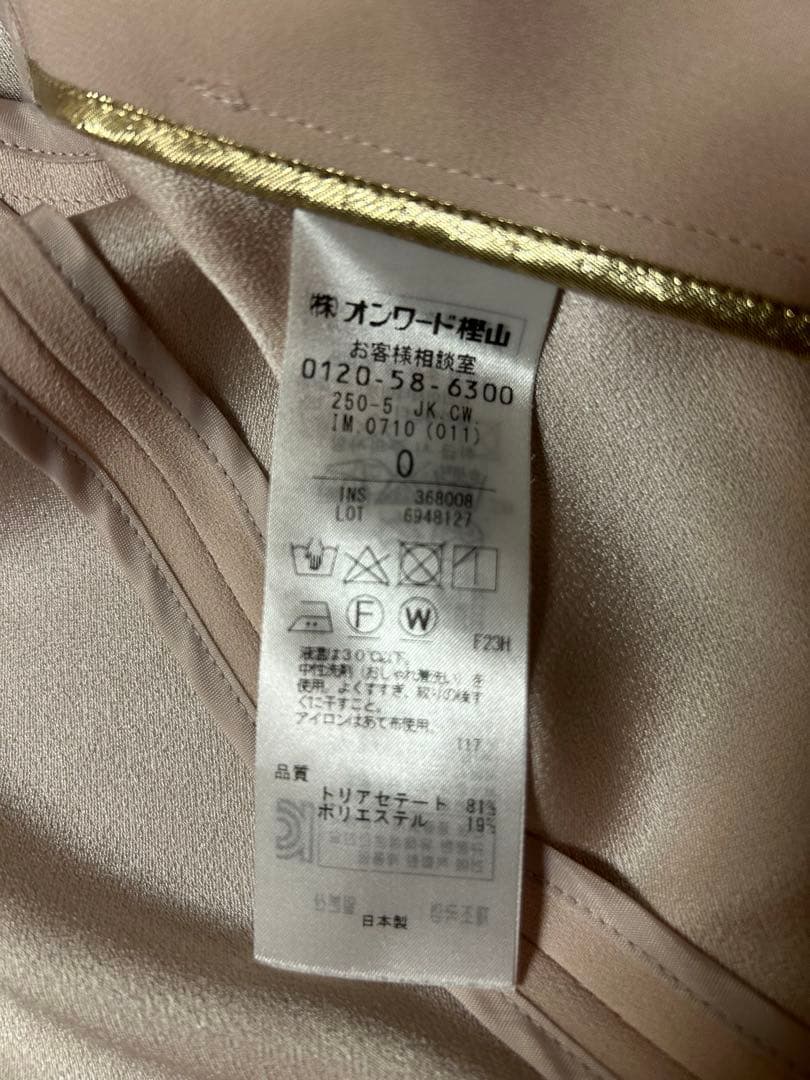 (株)オンワード樫山
お客様相談室
0120-58-6300
250-5 JK.CW.
IM.0710 (011)
0
INS 368008
LOT 6948127
F W
F23H
液温は30℃以下。
中性洗剤（おしゃれ着洗い）を
使用。よくすすぎ、絞りの後す
ぐに干すこと。
アイロンはあて布使用。
117
品質
トリアセテート 81%
ポリエステル 19%
日本製